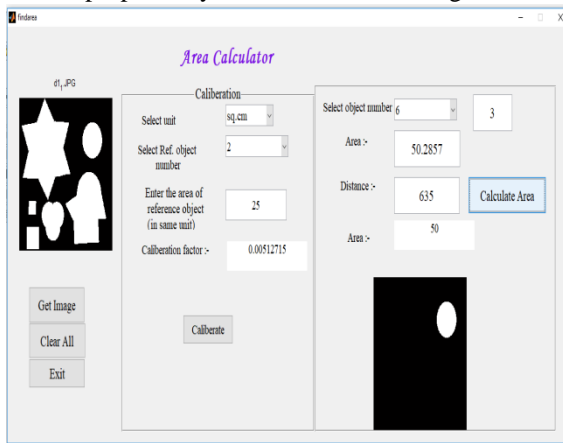 findarea
Area Calculator
d1,JPG
Caliberation
Select unit
sq.cm
Select Ref. object
number
2
Enter the area of
reference object
(in same unit)
25
Caliberation factor :-
0.00512715
Caliberate
Get Image
Clear All
Exit
Select object number
6
3
Area :-
50.2857
Distance :-
635
Calculate Area
Area :-
50